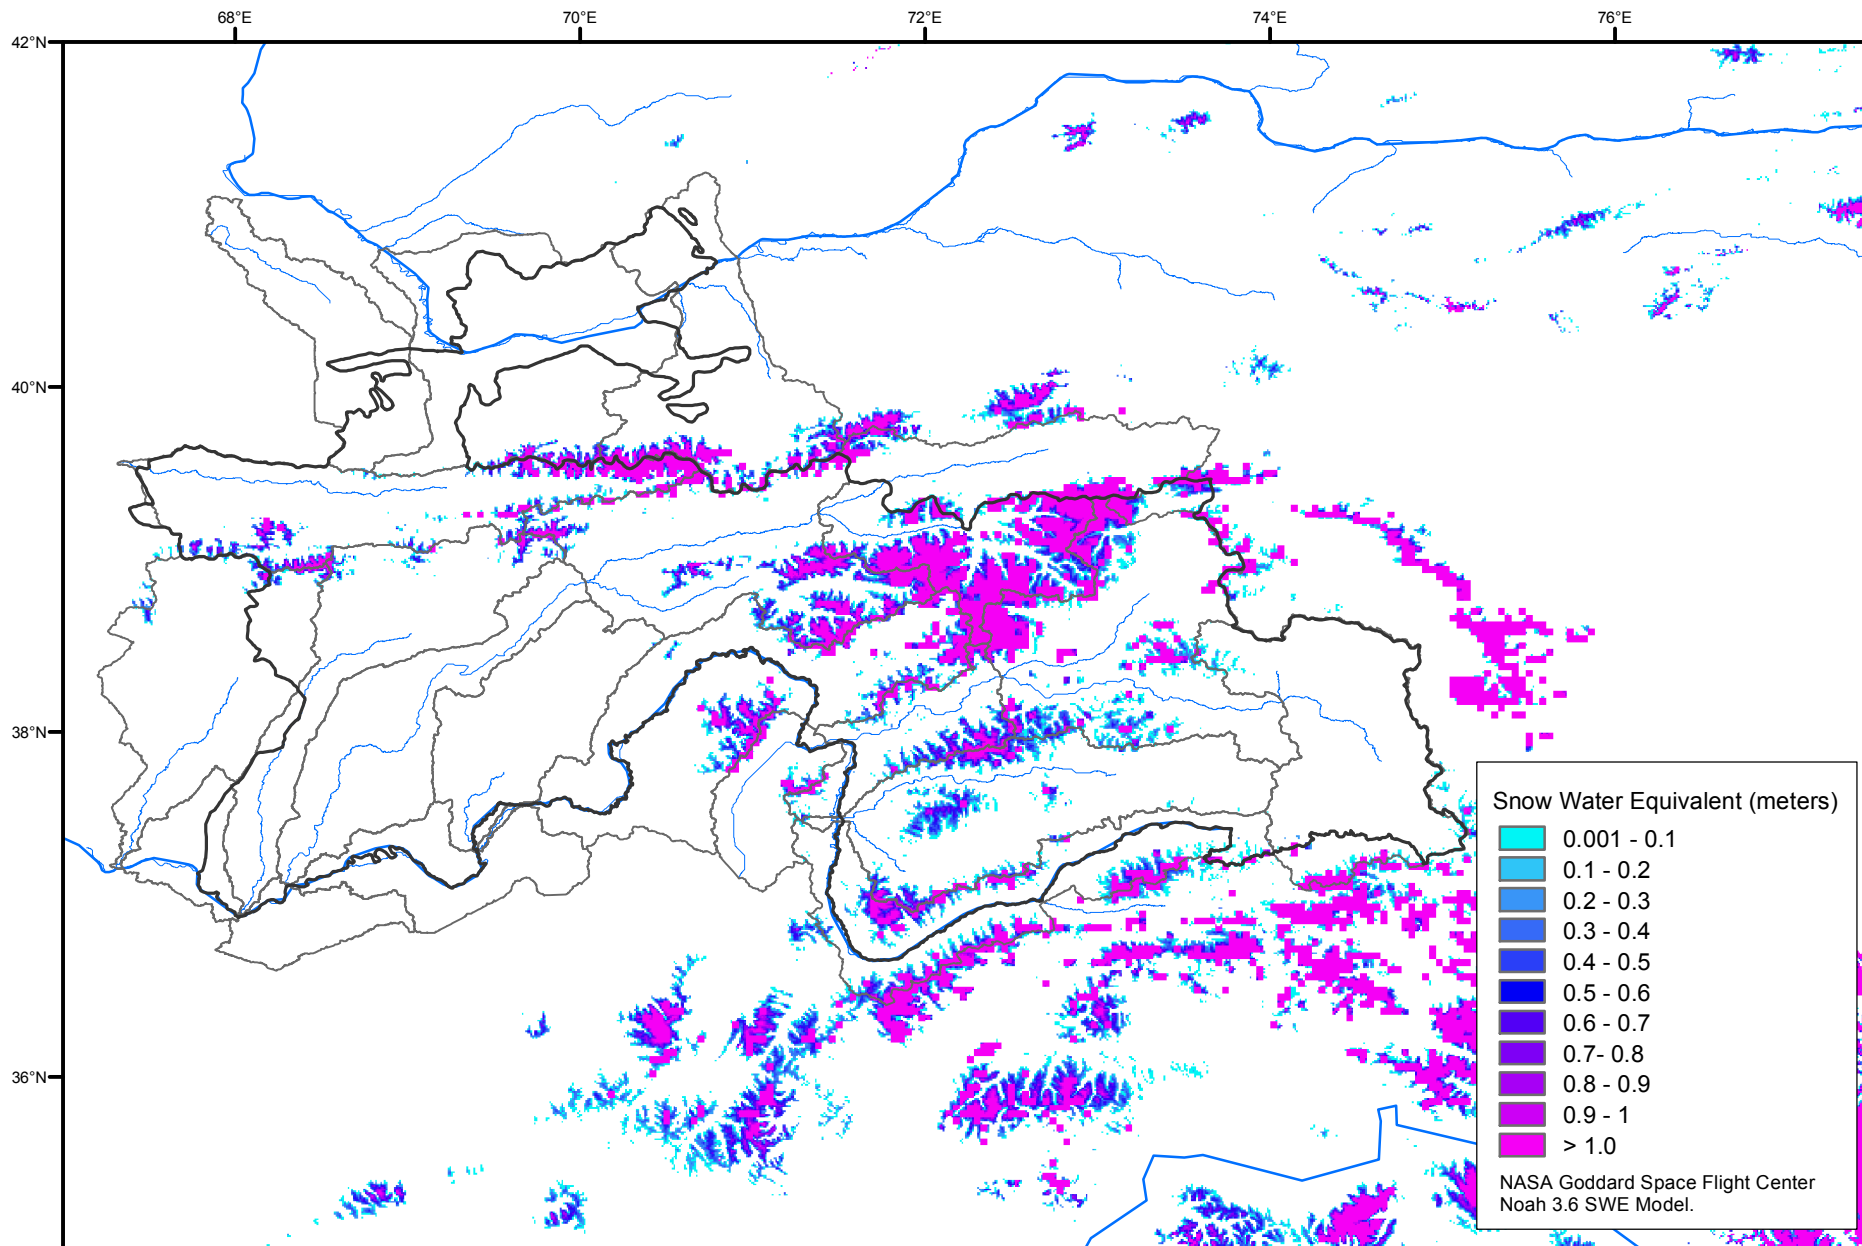 68°E 70°E 72°E 74°E 76°E
42°N
40°N
38°N
36°N
Snow Water Equivalent (meters)
0.001 - 0.1
0.1 - 0.2
0.2 - 0.3
0.3 - 0.4
0.4 - 0.5
0.5 - 0.6
0.6 - 0.7
0.7- 0.8
0.8 - 0.9
0.9 - 1
> 1.0
NASA Goddard Space Flight Center
Noah 3.6 SWE Model.